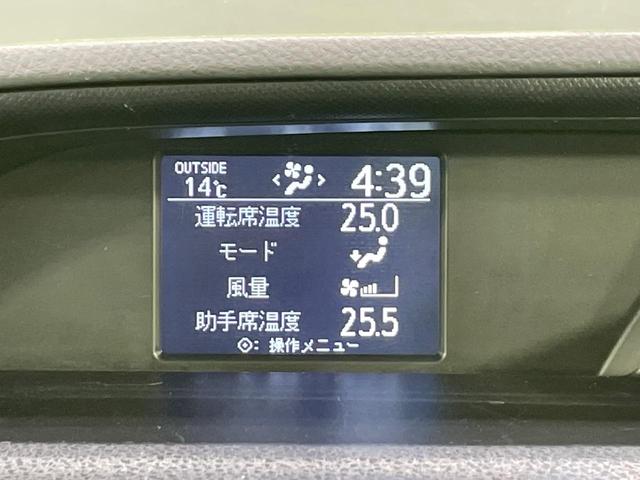 OUTSIDE
14℃ 4:39
運転席温度 25.0
モード
風量
助手席温度 25.5
◇: 操作メニュー